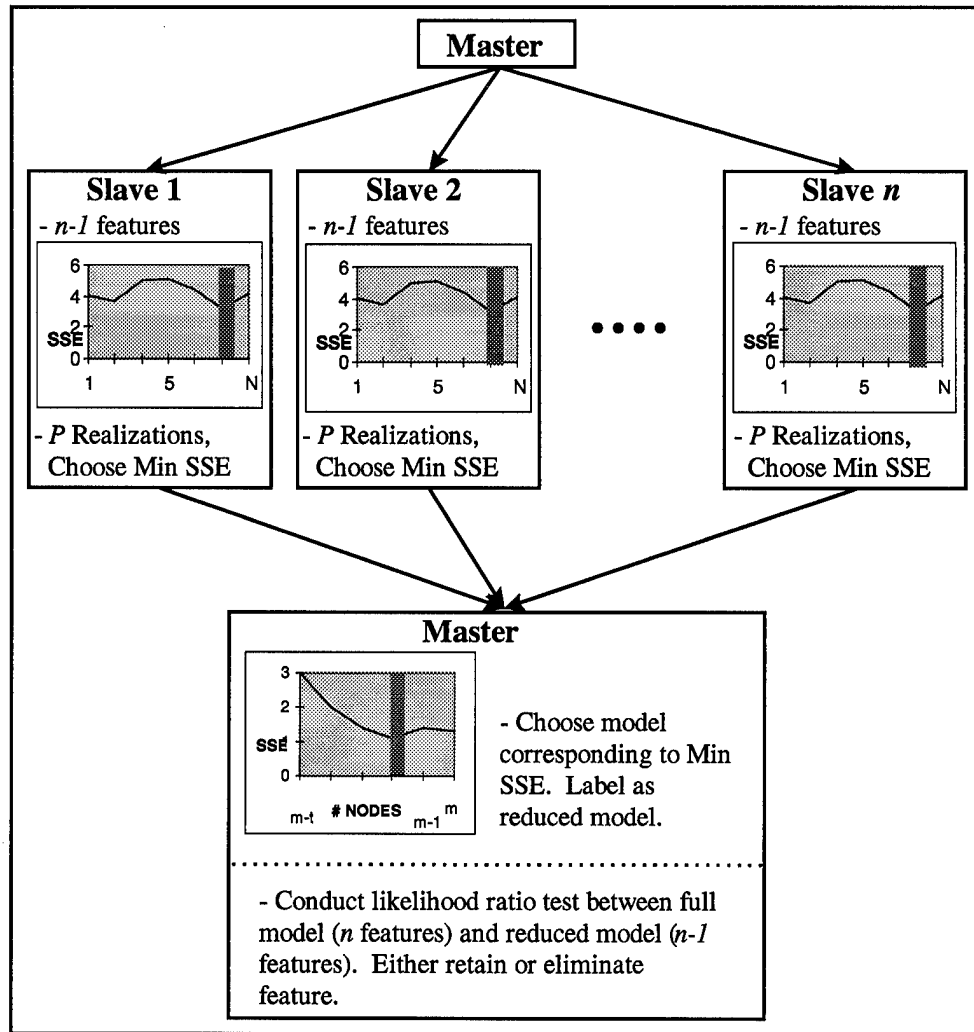 Master
Slave 1
- n-1 features
6
4
2
SSE
0
1 5 N
- P Realizations,
Choose Min SSE
Slave 2
- n-1 features
6
4
2
SSE
0
1 5 N
- P Realizations,
Choose Min SSE
Slave n
- n-1 features
6
4
2
SSE
0
1 5 N
- P Realizations,
Choose Min SSE
Master
3
2
1
SSE
0
m-t # NODES m-1 m
- Choose model
corresponding to Min
SSE. Label as
reduced model.
- Conduct likelihood ratio test between full
model (n features) and reduced model (n-1
features). Either retain or eliminate
feature.